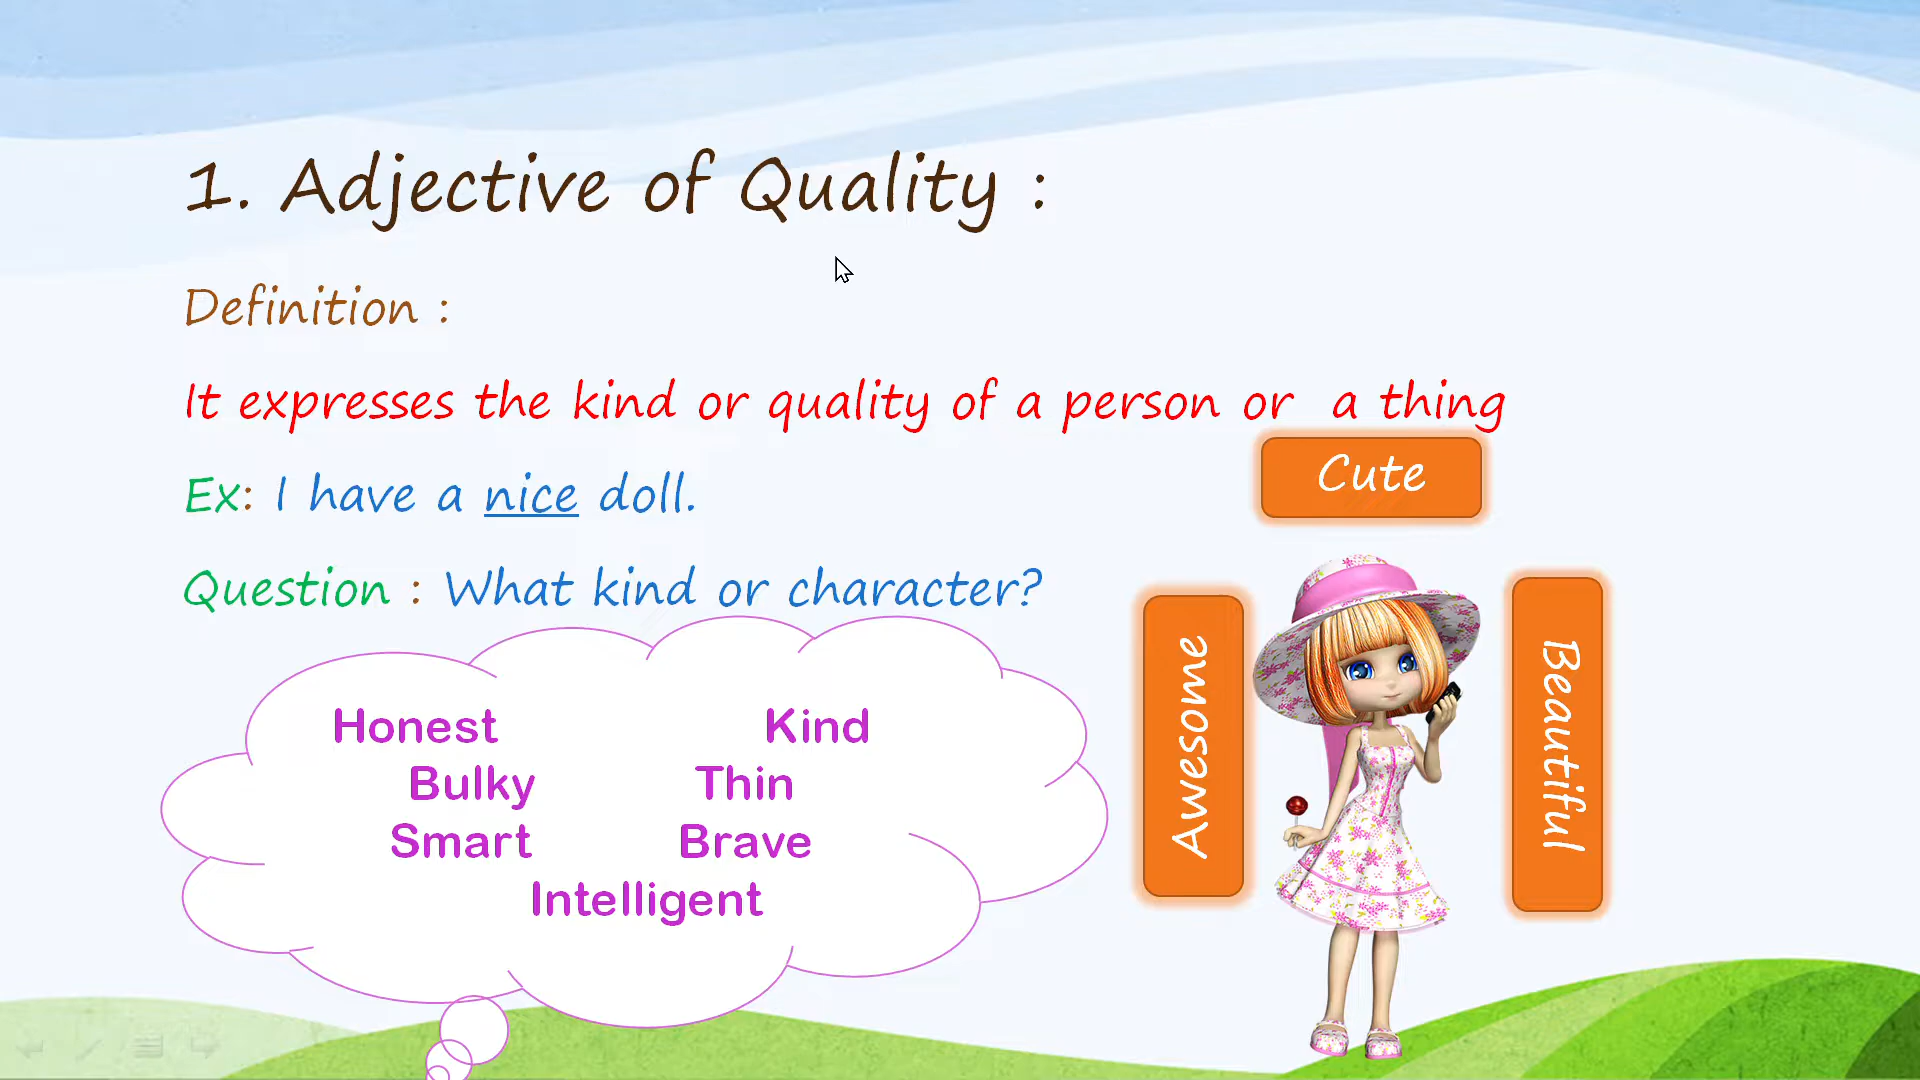 1. Adjective of Quality :
Definition :
It expresses the kind or quality of a person or a thing
Ex: I have a nice doll.
Question : What kind or character?
Cute
Awesome
Beautiful
Honest Kind
Bulky Thin
Smart Brave
Intelligent